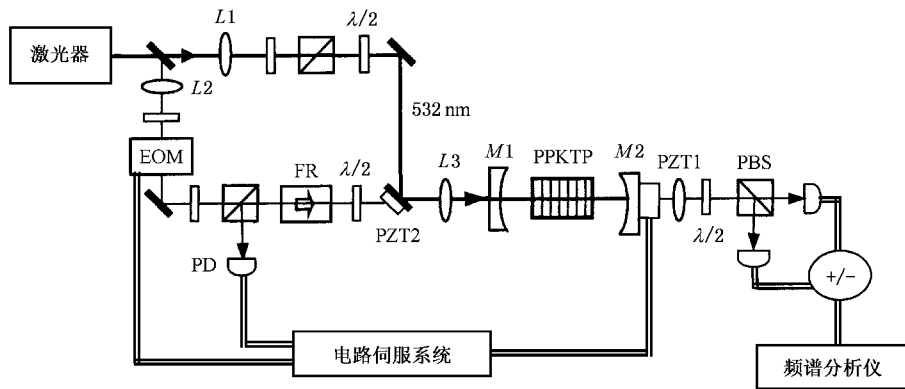 激光器
L1
λ/2
L2
532 nm
EOM
FR
λ/2
L3
M1
PPKTP
M2
PZT1
PBS
PZT2
λ/2
PD
+/−
电路伺服系统
频谱分析仪